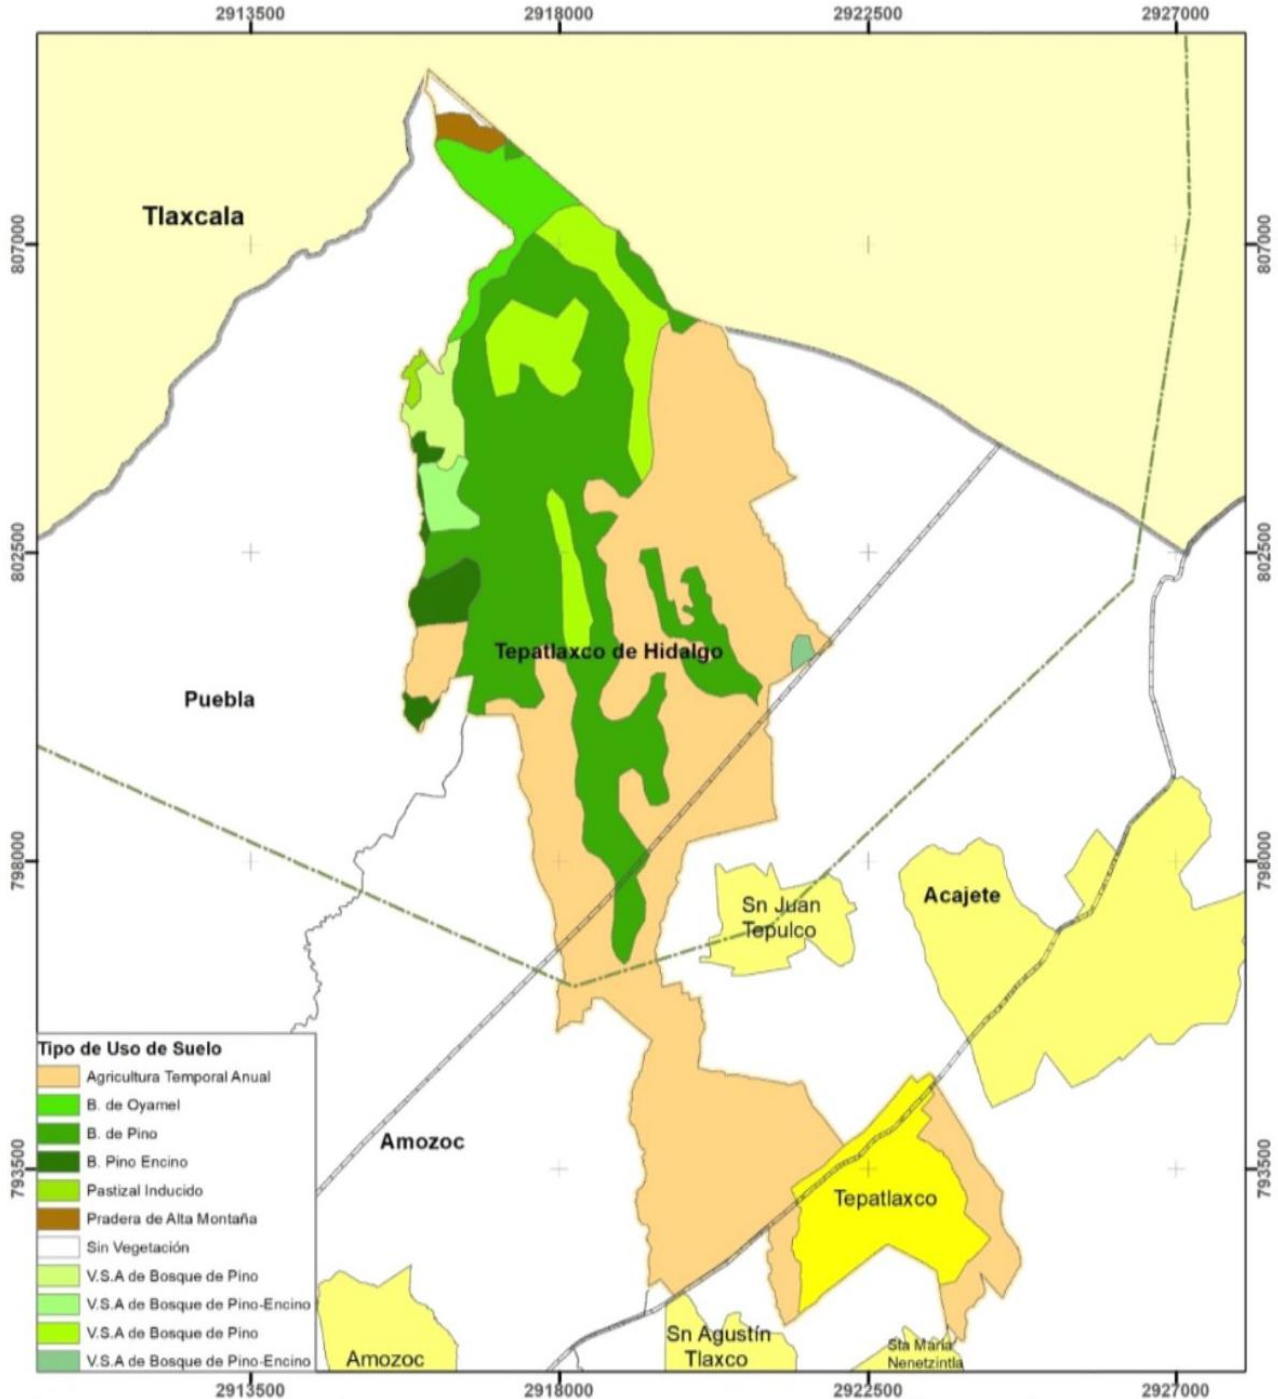 2913500 2918000 2922500 2927000
Tlaxcala
807000 807000
802500 802500
Tepatlaxco de Hidalgo
Puebla
798000 798000
Acajete
Sn Juan
Tepulco
Tipo de Uso de Suelo
Agricultura Temporal Anual
B. de Oyamel
B. de Pino
B. Pino Encino
Pastizal Inducido
Pradera de Alta Montaña
Sin Vegetación
V.S.A de Bosque de Pino
V.S.A de Bosque de Pino-Encino
V.S.A de Bosque de Pino
V.S.A de Bosque de Pino-Encino
Amozoc
793500 793500
Tepatlaxco
Amozoc
Sn Agustín
Tlaxco
Sta María
Nenetzintla
2913500 2918000 2922500 2927000